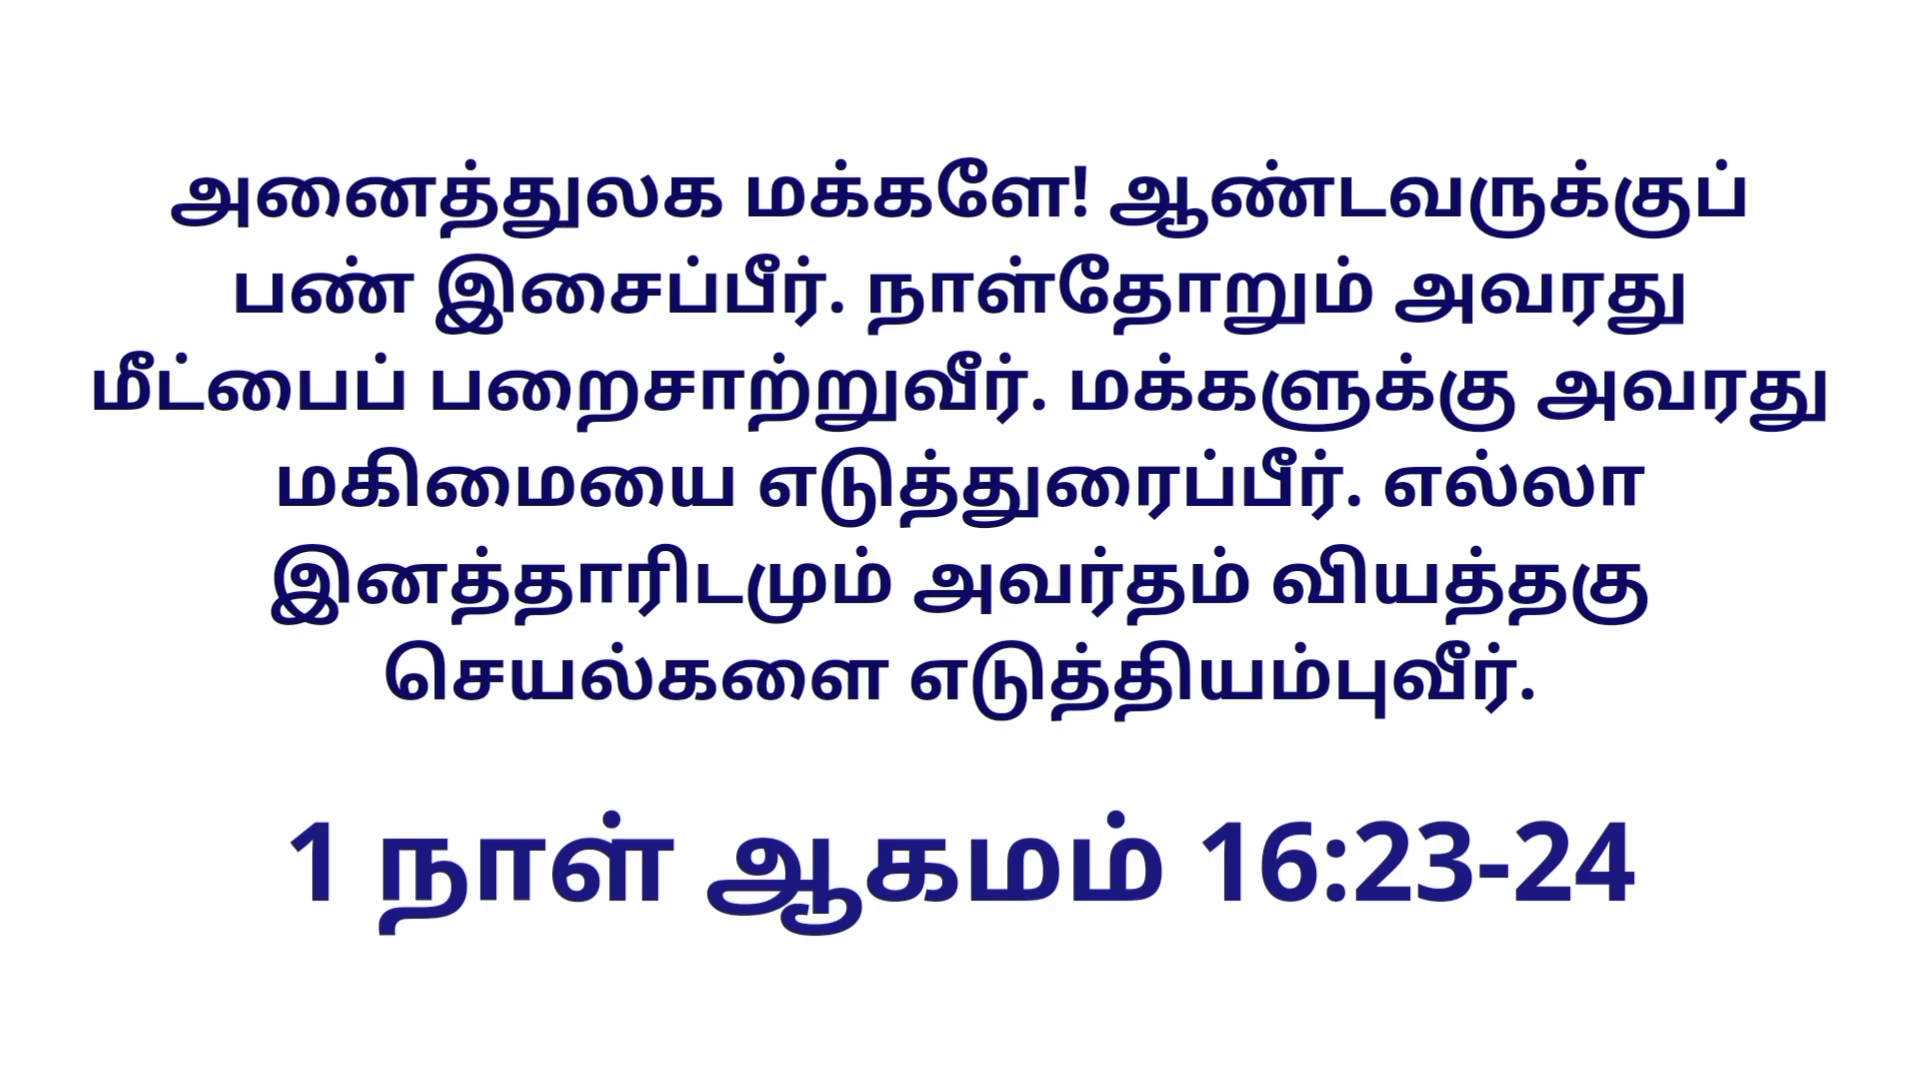 அனைத்துலக மக்களே! ஆண்டவருக்குப்
பண் இசைப்பீர். நாள்தோறும் அவரது
மீட்பைப் பறைசாற்றுவீர். மக்களுக்கு அவரது
மகிமையை எடுத்துரைப்பீர். எல்லா
இனத்தாரிடமும் அவர்தம் வியத்தகு
செயல்களை எடுத்தியம்புவீர்.
1 நாள் ஆகமம் 16:23-24